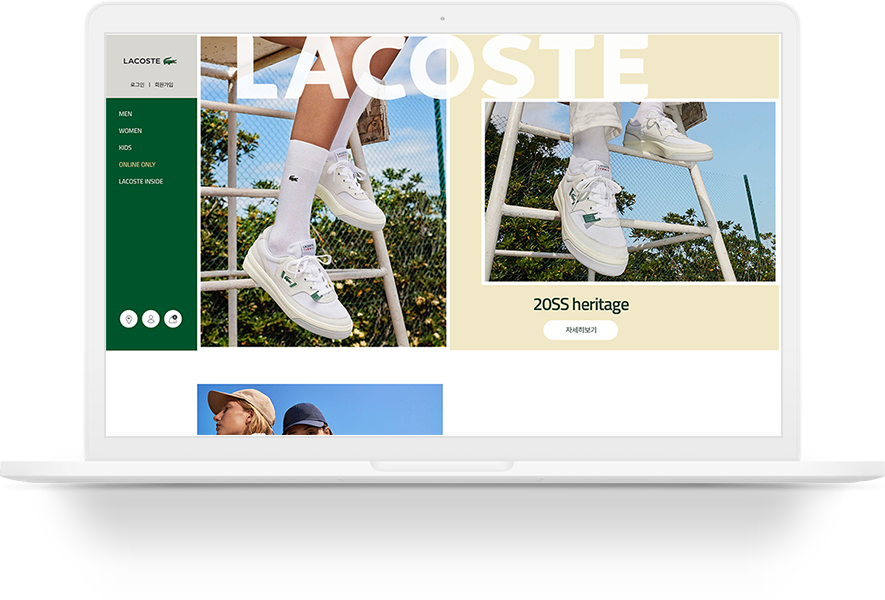 LACOSTE
로그인 | 회원가입
MEN
WOMEN
KIDS
ONLINE ONLY
LACOSTE INSIDE
LACOSTE
20SS heritage
자세히보기